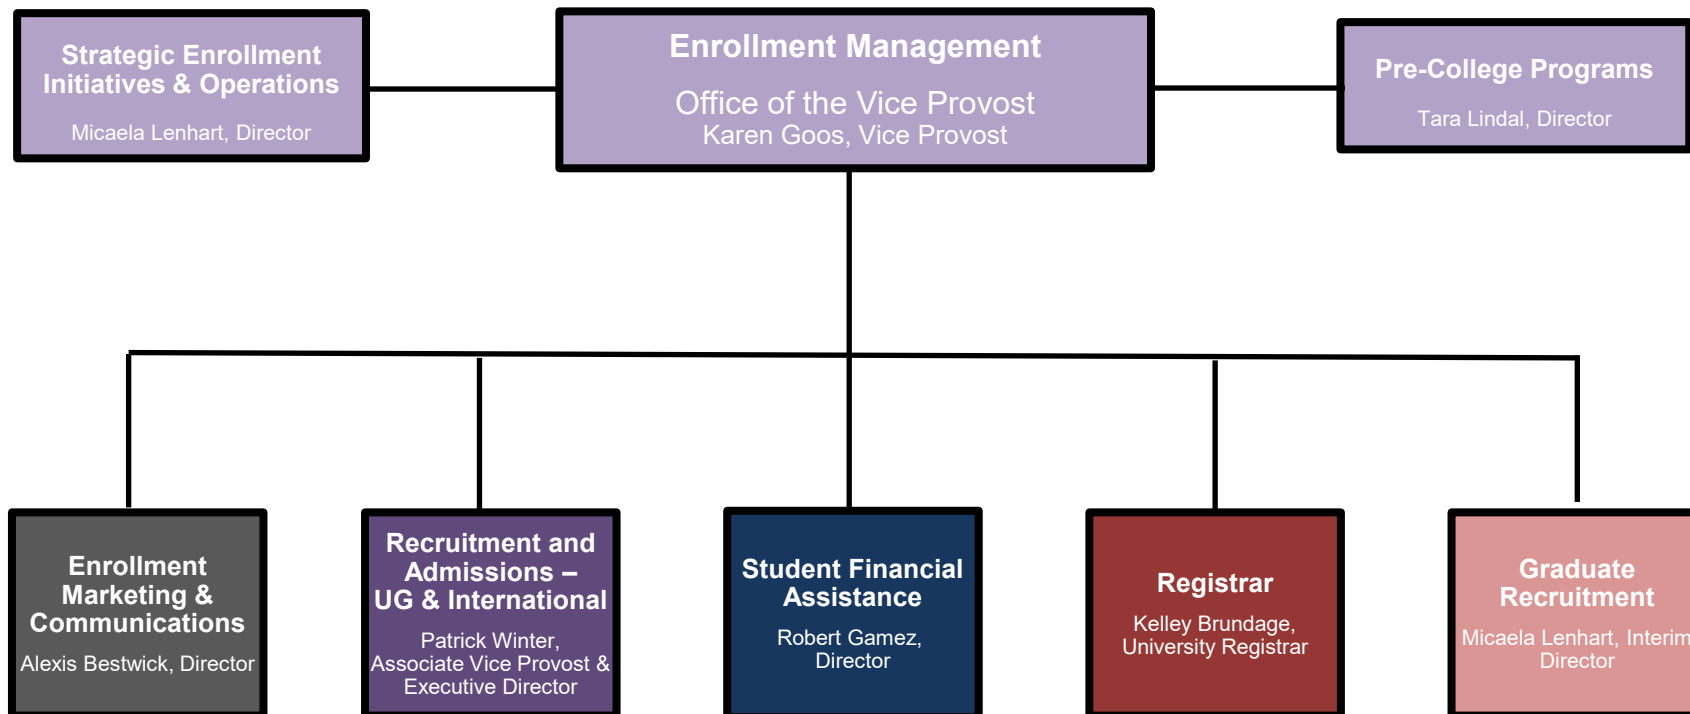 Strategic Enrollment
Initiatives & Operations
Micaela Lenhart, Director
Enrollment Management
Office of the Vice Provost
Karen Goos, Vice Provost
Pre-College Programs
Tara Lindal, Director
Enrollment
Marketing &
Communications
Alexis Bestwick, Director
Recruitment and
Admissions –
UG & International
Patrick Winter,
Associate Vice Provost &
Executive Director
Student Financial
Assistance
Robert Gamez,
Director
Registrar
Kelley Brundage,
University Registrar
Graduate
Recruitment
Micaela Lenhart, Interim
Director